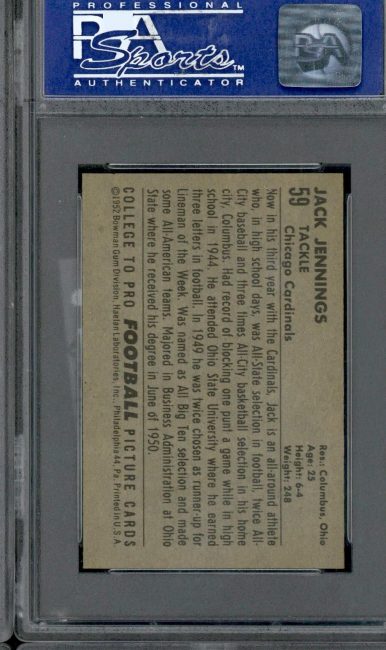 PROFESSIONAL
PSA
Sports™
AUTHENTICATOR
PSA
JACK JENNINGS
59 TACKLE
Chicago Cardinals
Res.: Columbus, Ohio
Age: 25
Height: 6-4
Weight: 248
Now in his third year with the Cardinals, Jack is an all-around athlete
who, in high school days, was All-State selection in football, twice All-
City baseball and three times All-City basketball selection in his home
city, Columbus. Had record of blocking one punt a game while in high
school in 1944. He attended Ohio State University where he earned
three letters in football. In 1949 he was twice chosen as runner-up for
Lineman of the Week. Was named as All Big Ten selection and made
some All-American teams. Majored in Business Administration at Ohio
State where he received his degree in June of 1950.
COLLEGE TO PRO FOOTBALL PICTURE CARDS
©1952 Bowman Gum Division, Haelan Laboratories, Inc., Philadelphia 44, Pa. Printed in U.S.A.